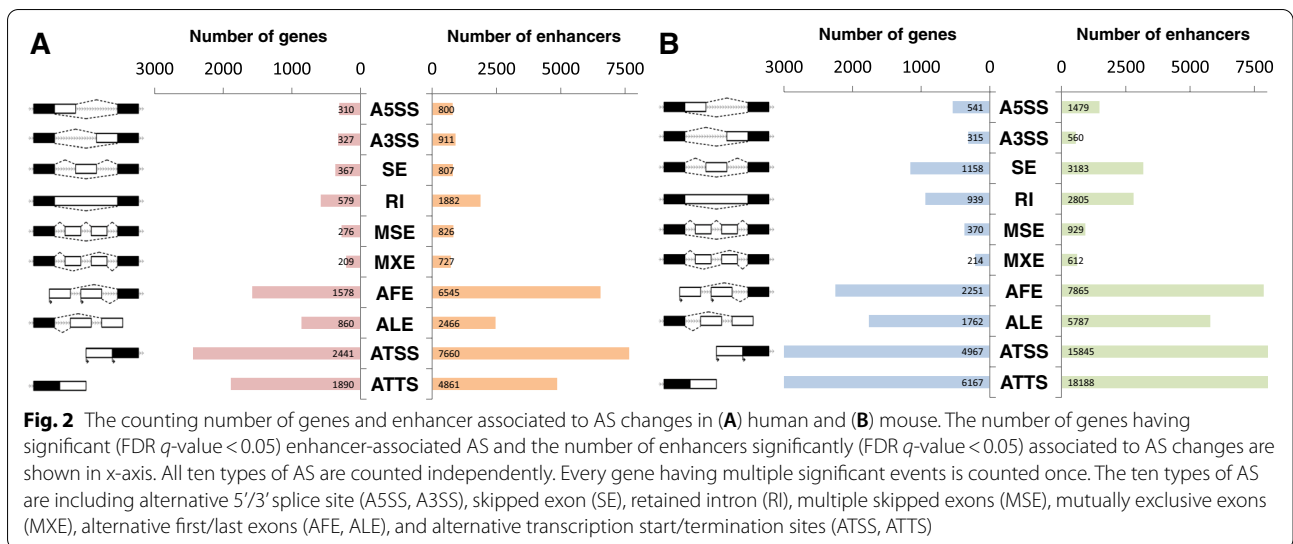 A
Number of genes
Number of enhancers
3000 2000 1000 0
0 2500 5000 7500
310 A5SS 800
327 A3SS 911
367 SE 807
579 RI 1882
276 MSE 826
209 MXE 727
1578 AFE 6545
860 ALE 2466
2441 ATSS 7660
1890 ATTS 4861
B
Number of genes
Number of enhancers
3000 2000 1000 0
0 2500 5000 7500
541 A5SS 1479
315 A3SS 560
1158 SE 3183
939 RI 2805
370 MSE 929
214 MXE 612
2251 AFE 7865
1762 ALE 5787
4967 ATSS 15845
6167 ATTS 18188
Fig. 2 The counting number of genes and enhancer associated to AS changes in (A) human and (B) mouse. The number of genes having
significant (FDR q-value < 0.05) enhancer-associated AS and the number of enhancers significantly (FDR q-value < 0.05) associated to AS changes are
shown in x-axis. All ten types of AS are counted independently. Every gene having multiple significant events is counted once. The ten types of AS
are including alternative 5′/3′ splice site (A5SS, A3SS), skipped exon (SE), retained intron (RI), multiple skipped exons (MSE), mutually exclusive exons
(MXE), alternative first/last exons (AFE, ALE), and alternative transcription start/termination sites (ATSS, ATTS)